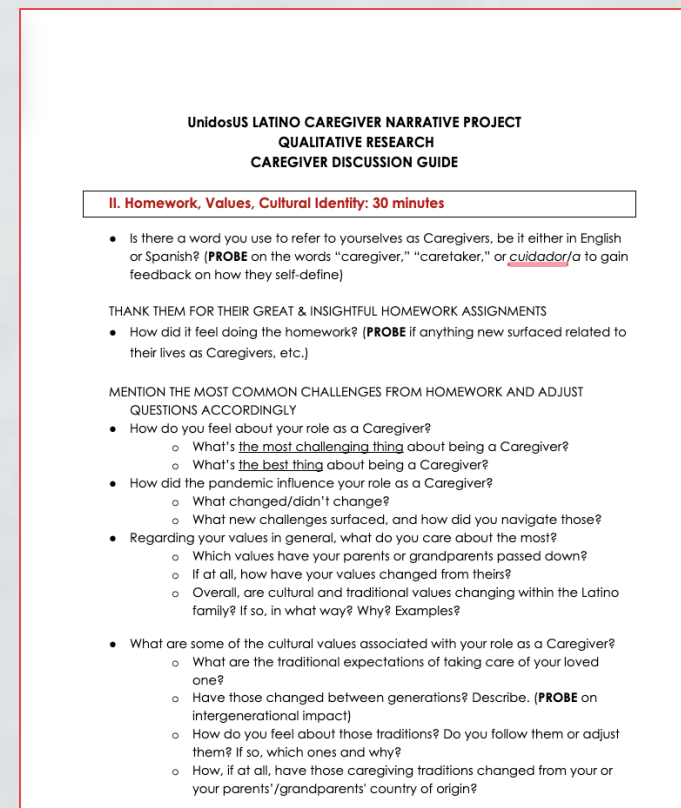 UnidosUS LATINO CAREGIVER NARRATIVE PROJECT
QUALITATIVE RESEARCH
CAREGIVER DISCUSSION GUIDE
II. Homework, Values, Cultural Identity: 30 minutes
● Is there a word you use to refer to yourselves as Caregivers, be it either in English
or Spanish? (PROBE on the words “caregiver,” “caretaker,” or cuidador/a to gain
feedback on how they self-define)
THANK THEM FOR THEIR GREAT & INSIGHTFUL HOMEWORK ASSIGNMENTS
● How did it feel doing the homework? (PROBE if anything new surfaced related to
their lives as Caregivers, etc.)
MENTION THE MOST COMMON CHALLENGES FROM HOMEWORK AND ADJUST
QUESTIONS ACCORDINGLY
● How do you feel about your role as a Caregiver?
o What’s the most challenging thing about being a Caregiver?
o What’s the best thing about being a Caregiver?
● How did the pandemic influence your role as a Caregiver?
o What changed/didn’t change?
o What new challenges surfaced, and how did you navigate those?
● Regarding your values in general, what do you care about the most?
o Which values have your parents or grandparents passed down?
o If at all, how have your values changed from theirs?
o Overall, are cultural and traditional values changing within the Latino
family? If so, in what way? Why? Examples?
● What are some of the cultural values associated with your role as a Caregiver?
o What are the traditional expectations of taking care of your loved
one?
o Have those changed between generations? Describe. (PROBE on
intergenerational impact)
o How do you feel about those traditions? Do you follow them or adjust
them? If so, which ones and why?
o How, if at all, have those caregiving traditions changed from your or
your parents’/grandparents' country of origin?